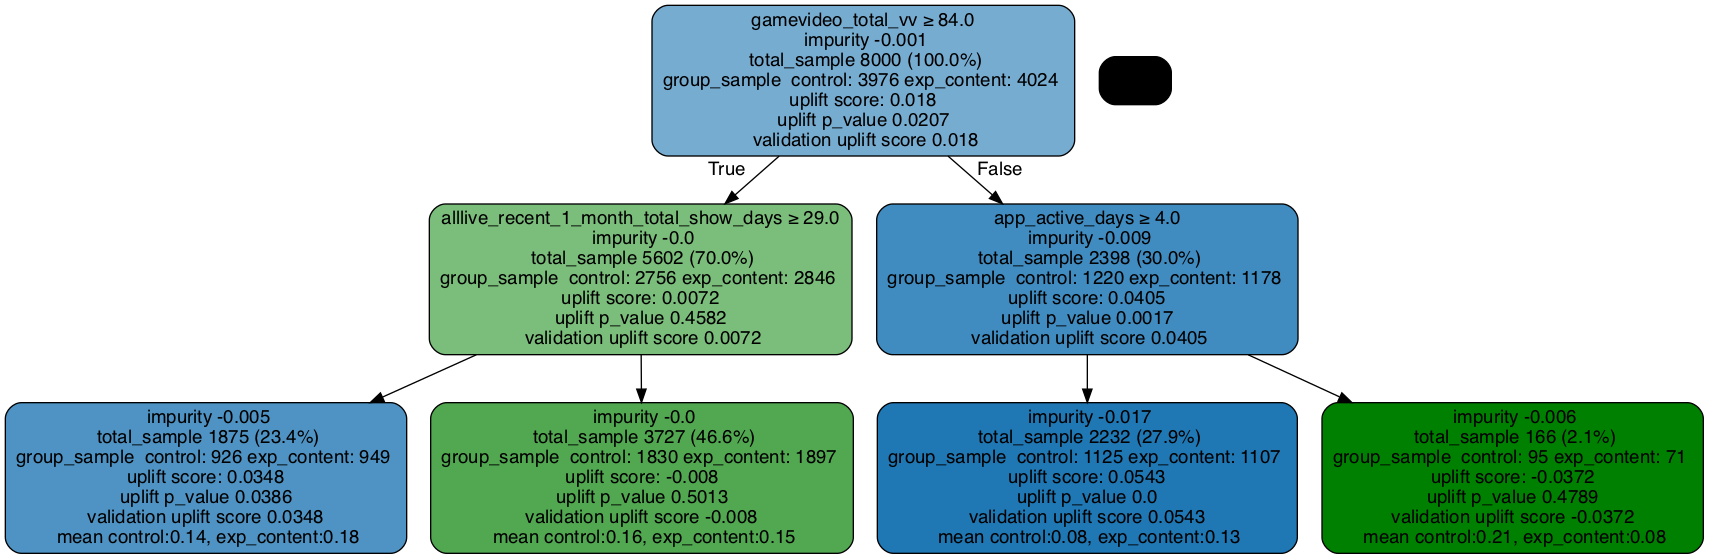 gamevideo_total_vv ≥ 84.0
impurity -0.001
total_sample 8000 (100.0%)
group_sample control: 3976 exp_content: 4024
uplift score: 0.018
uplift p_value 0.0207
validation uplift score 0.018
True
False
alllive_recent_1_month_total_show_days ≥ 29.0
impurity -0.0
total_sample 5602 (70.0%)
group_sample control: 2756 exp_content: 2846
uplift score: 0.0072
uplift p_value 0.4582
validation uplift score 0.0072
app_active_days ≥ 4.0
impurity -0.009
total_sample 2398 (30.0%)
group_sample control: 1220 exp_content: 1178
uplift score: 0.0405
uplift p_value 0.0017
validation uplift score 0.0405
impurity -0.005
total_sample 1875 (23.4%)
group_sample control: 926 exp_content: 949
uplift score: 0.0348
uplift p_value 0.0386
validation uplift score 0.0348
mean control:0.14, exp_content:0.18
impurity -0.0
total_sample 3727 (46.6%)
group_sample control: 1830 exp_content: 1897
uplift score: -0.008
uplift p_value 0.5013
validation uplift score -0.008
mean control:0.16, exp_content:0.15
impurity -0.017
total_sample 2232 (27.9%)
group_sample control: 1125 exp_content: 1107
uplift score: 0.0543
uplift p_value 0.0
validation uplift score 0.0543
mean control:0.08, exp_content:0.13
impurity -0.006
total_sample 166 (2.1%)
group_sample control: 95 exp_content: 71
uplift score: -0.0372
uplift p_value 0.4789
validation uplift score -0.0372
mean control:0.21, exp_content:0.08